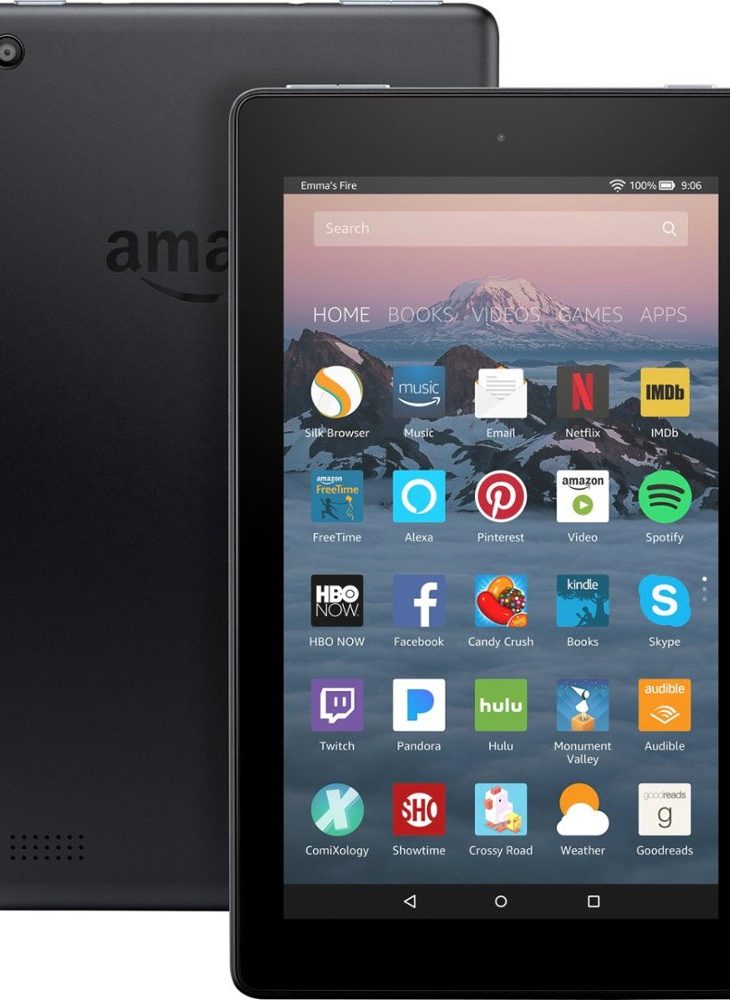 ama
Emma's Fire 100% 9:06
Search
HOME BOOKS VIDEOS GAMES APPS
music
IMDb
Silk Browser Music Email Netflix IMDb
amazon
FreeTime
amazon
FreeTime Alexa Pinterest Video Spotify
HBO
NOW
kindle
HBO NOW Facebook Candy Crush Books Skype
hulu
audible
Twitch Pandora Hulu Monument Valley Audible
SHO
goodreads
g
ComiXology Showtime Crossy Road Weather Goodreads